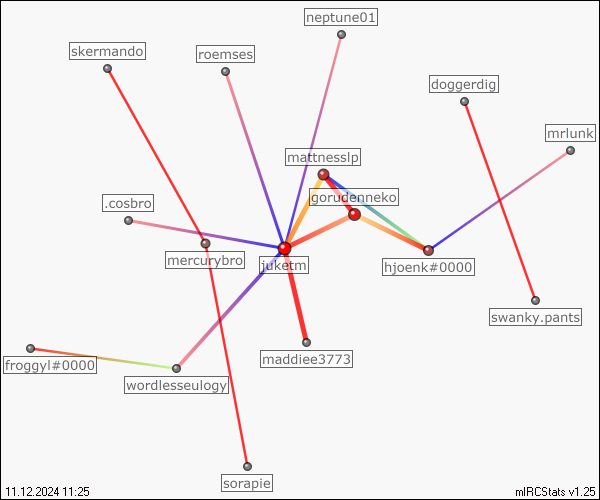 neptune01
skermando
roemses
doggerdig
mrlunk
mattnesslp
gorudenneko
.cosbro
mercurybro
juketm
hjoenk#0000
swanky.pants
maddiee3773
froggyl#0000
wordlesseulogy
sorapie
11.12.2024 11:25
mIRCStats v1.25